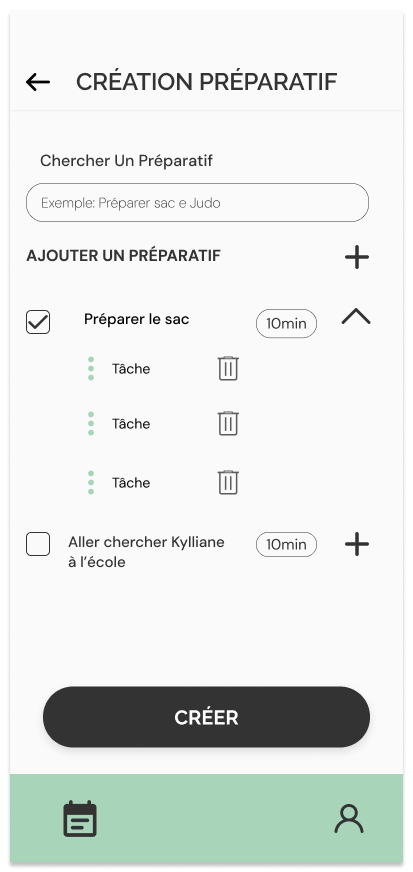 CRÉATION PRÉPARATIF
Chercher Un Préparatif
Exemple: Préparer sac e Judo
AJOUTER UN PRÉPARATIF
Préparer le sac
10min
Tâche
Tâche
Tâche
Aller chercher Kylliane
à l'école
10min
CRÉER